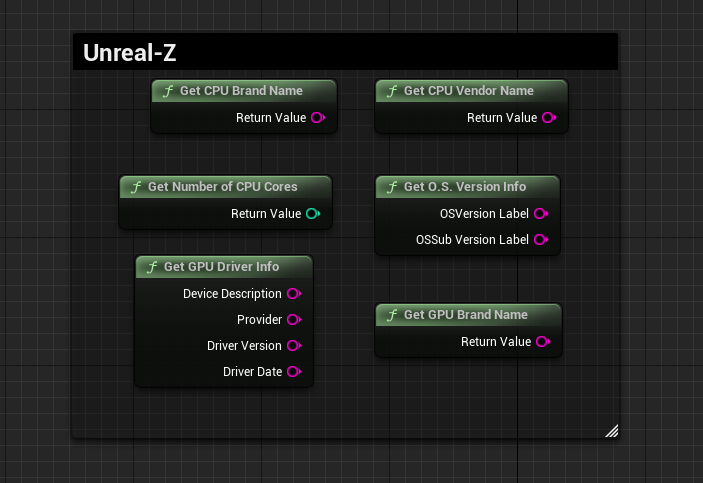 Unreal-Z
Get CPU Brand Name
Return Value
Get CPU Vendor Name
Return Value
Get Number of CPU Cores
Return Value
Get O.S. Version Info
OSVersion Label
OSSub Version Label
Get GPU Driver Info
Device Description
Provider
Driver Version
Driver Date
Get GPU Brand Name
Return Value